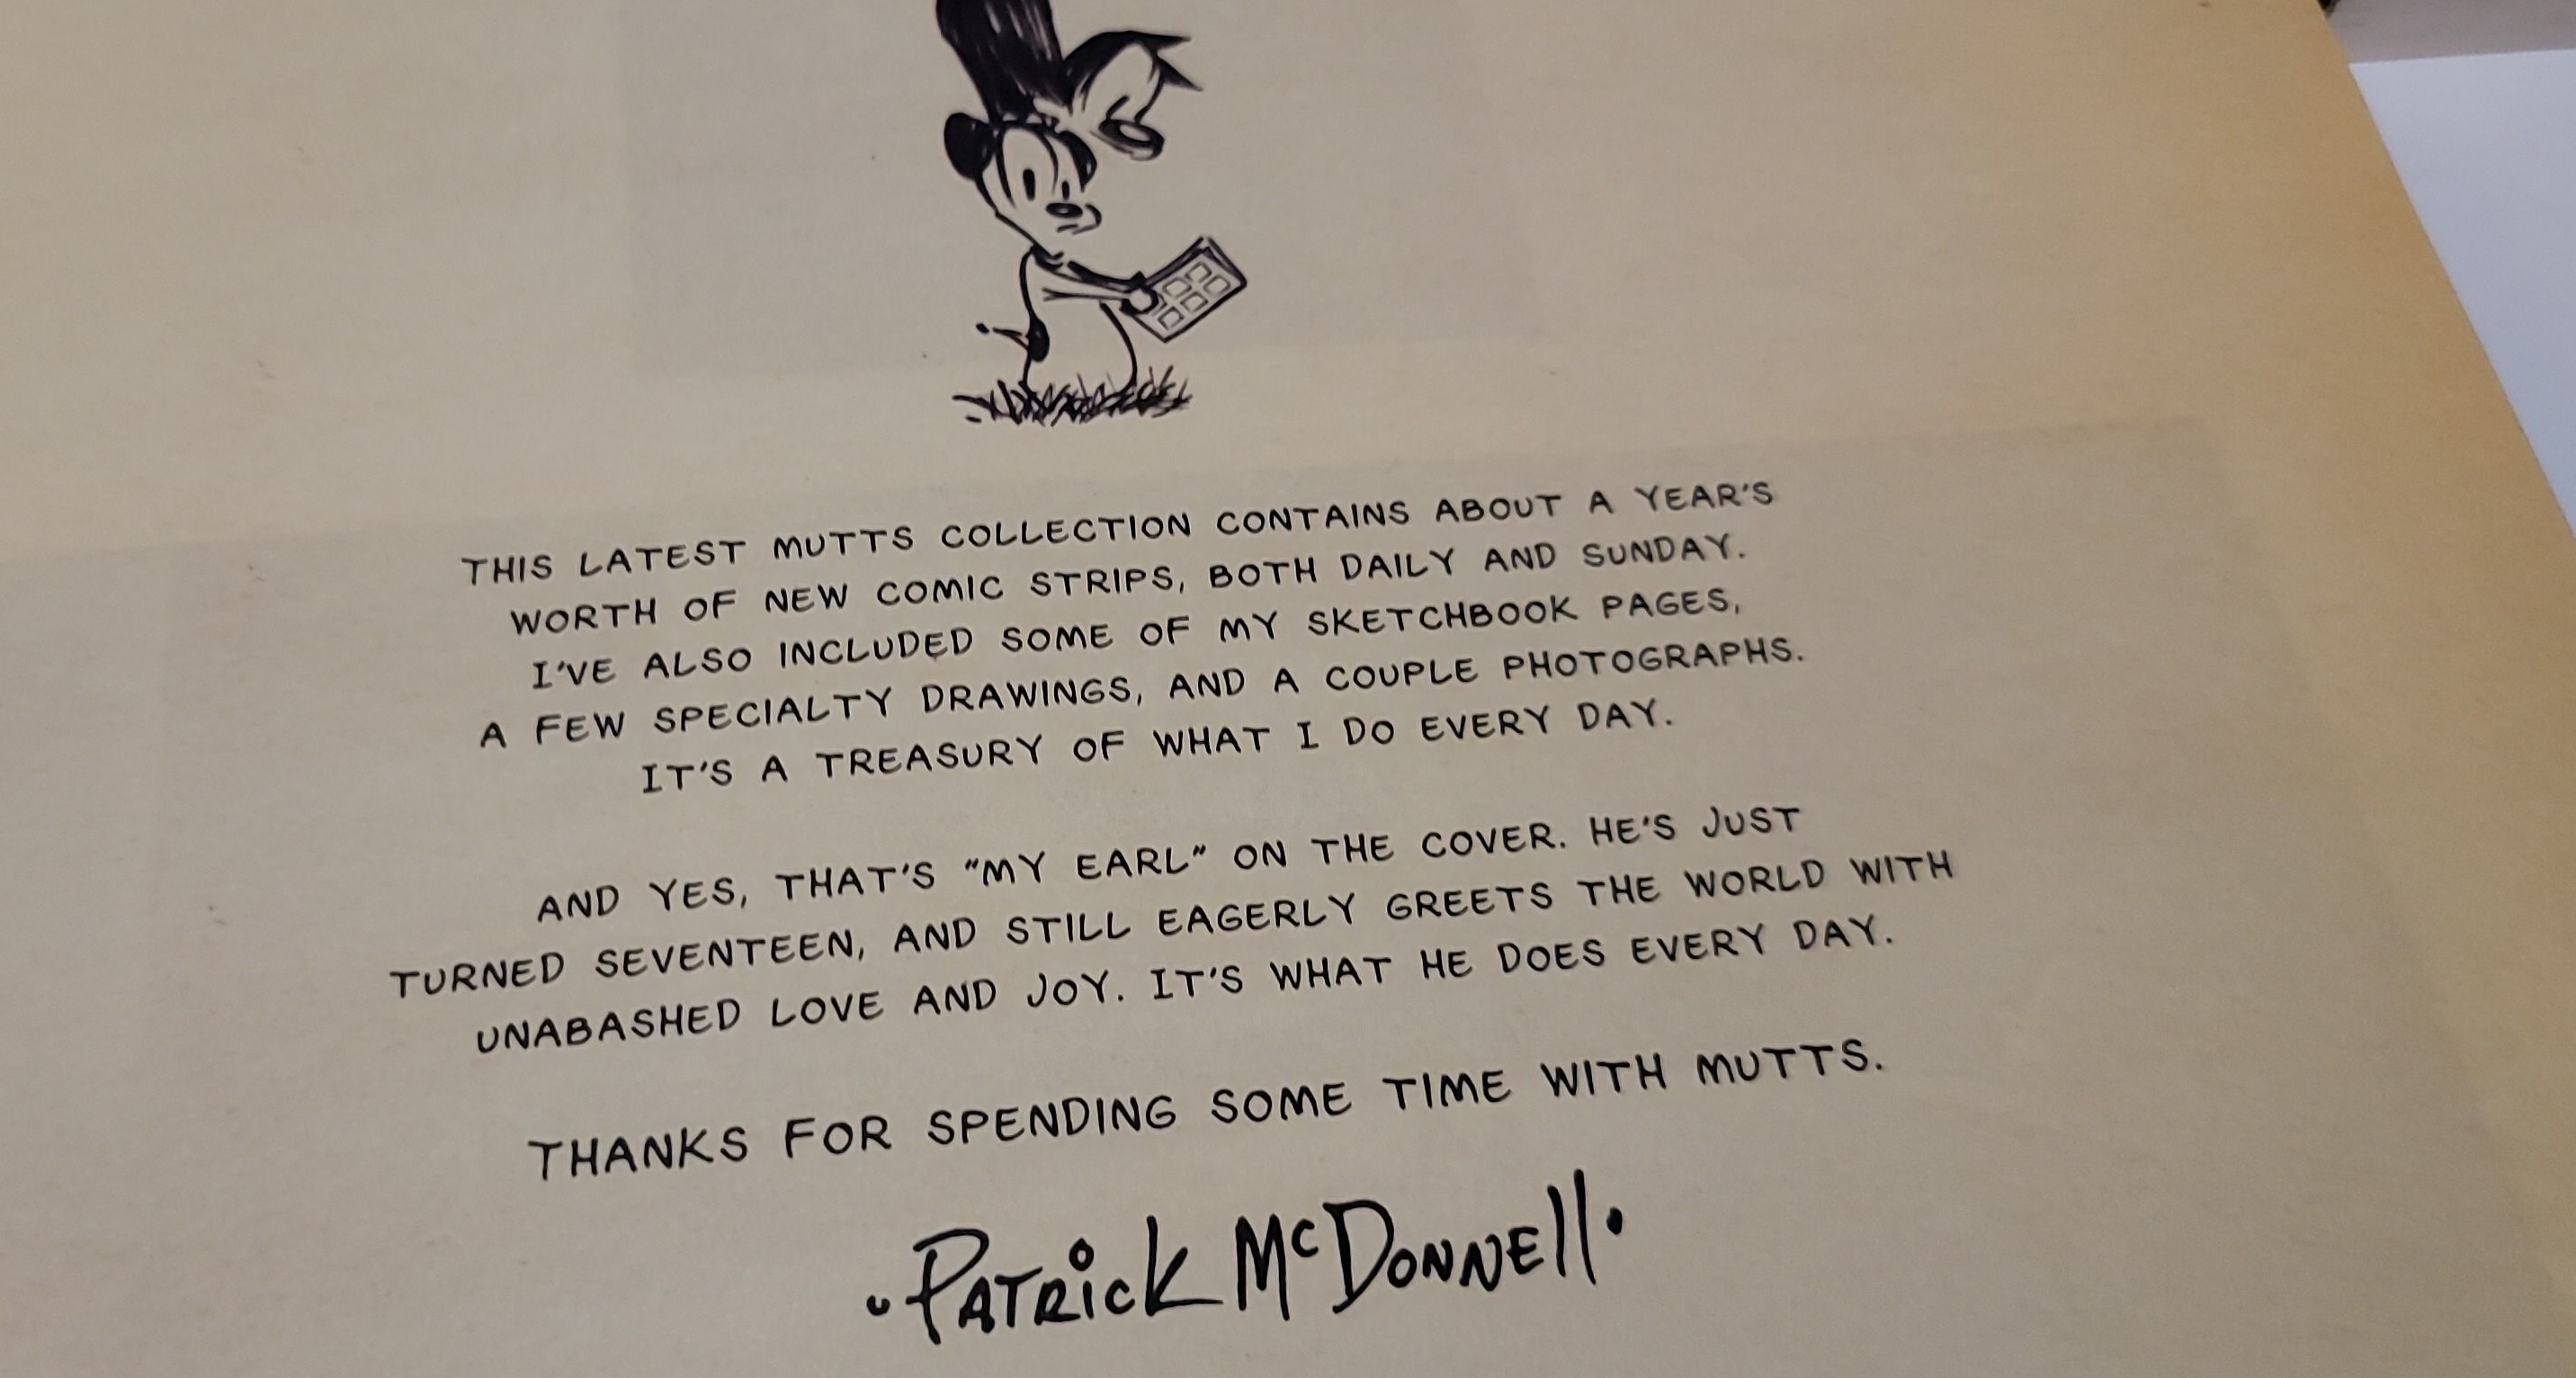 THIS LATEST MUTTS COLLECTION CONTAINS ABOUT A YEAR'S
WORTH OF NEW COMIC STRIPS, BOTH DAILY AND SUNDAY.
I'VE ALSO INCLUDED SOME OF MY SKETCHBOOK PAGES,
A FEW SPECIALTY DRAWINGS, AND A COUPLE PHOTOGRAPHS.
IT'S A TREASURY OF WHAT I DO EVERY DAY.
AND YES, THAT'S "MY EARL" ON THE COVER. HE'S JUST
TURNED SEVENTEEN, AND STILL EAGERLY GREETS THE WORLD WITH
UNABASHED LOVE AND JOY. IT'S WHAT HE DOES EVERY DAY.
THANKS FOR SPENDING SOME TIME WITH MUTTS.
• PATRICK McDONNELL •